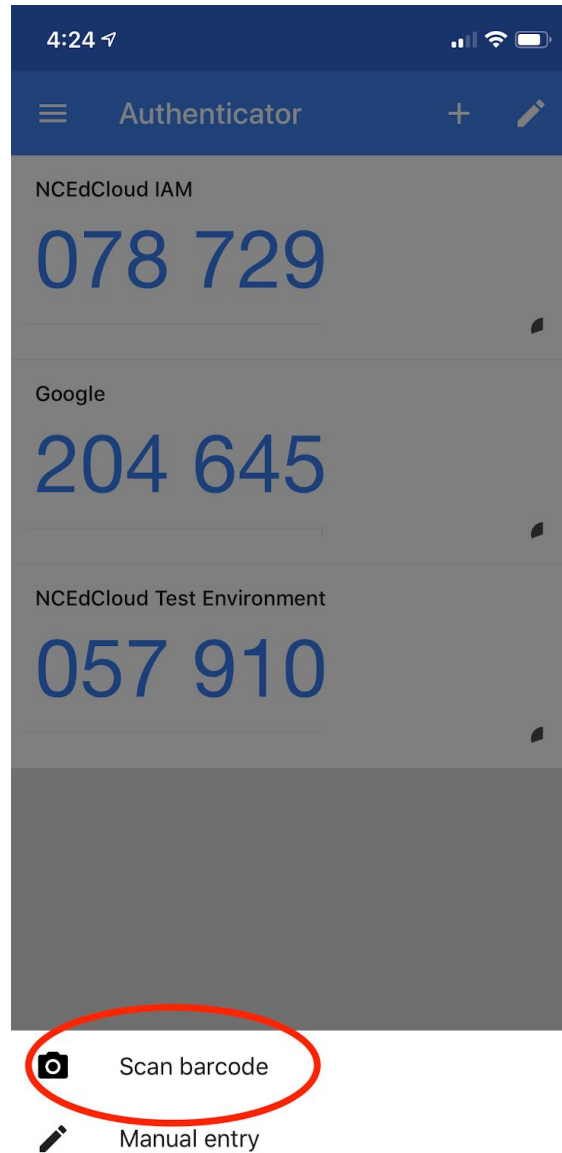 4:24
Authenticator
NCEdCloud IAM
078 729
Google
204 645
NCEdCloud Test Environment
057 910
Scan barcode
Manual entry